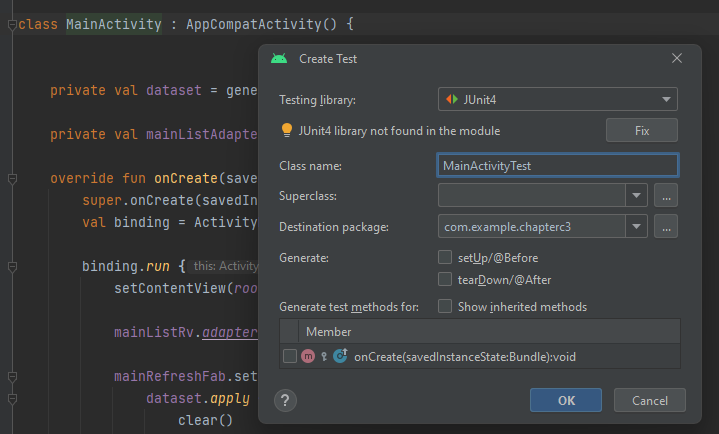 class MainActivity : AppCompatActivity() {
private val dataset = gene
private val mainListAdapte
override fun onCreate(save
super.onCreate(savedIn
val binding = Activity
binding.run { this: Activity
setContentView(roo
mainListRv.adapter
mainRefreshFab.set
dataset.apply
clear()
Create Test
Testing library:
JUnit4
JUnit4 library not found in the module
Fix
Class name:
MainActivityTest
Superclass:
...
Destination package:
com.example.chapterc3
...
Generate:
setUp/@Before
tearDown/@After
Generate test methods for:
Show inherited methods
Member
m
onCreate(savedInstanceState:Bundle):void
?
OK
Cancel